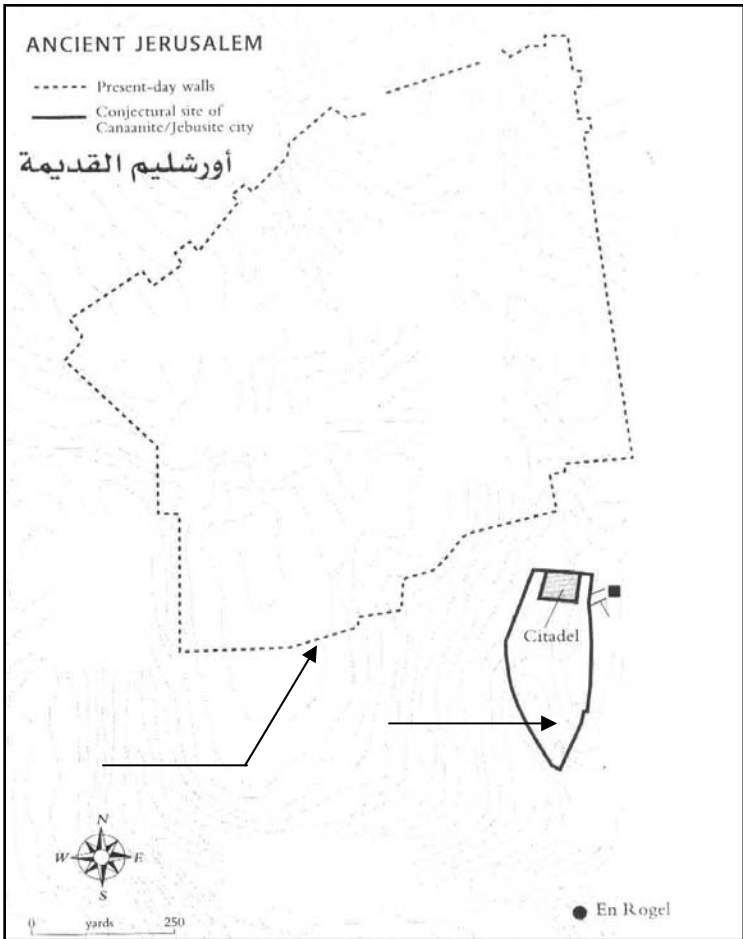 ANCIENT JERUSALEM
Present-day walls
Conjectural site of
Canaanite/Jebusite city
أورشليم القديمة
Citadel
N
W E
S
0 yards 250
En Rogel